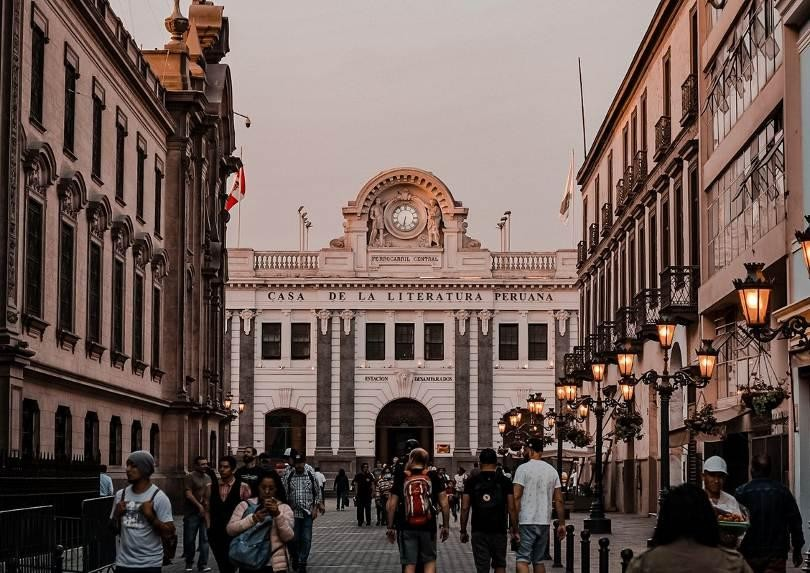 FERROCARRIL CENTRAL
CASA DE LA LITERATURA PERUANA
ESTACION DESAMPARADOS